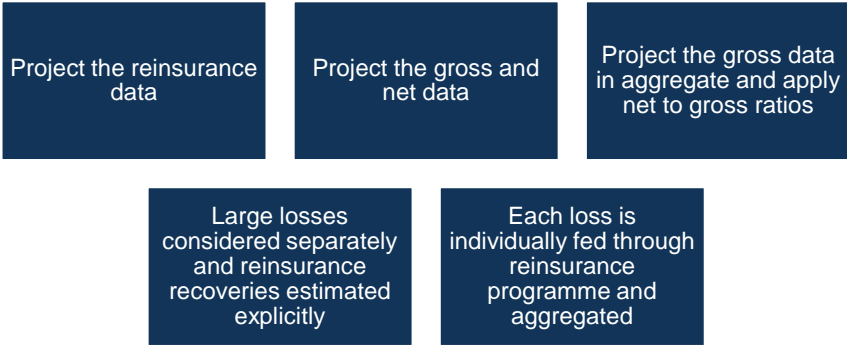 Project the reinsurance
data
Project the gross and
net data
Project the gross data
in aggregate and apply
net to gross ratios
Large losses
considered separately
and reinsurance
recoveries estimated
explicitly
Each loss is
individually fed through
reinsurance
programme and
aggregated